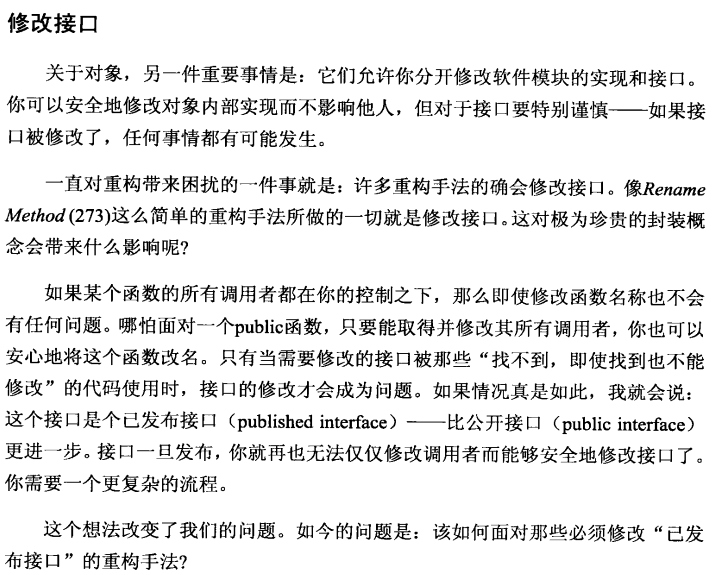 修改接口
关于对象，另一件重要事情是：它们允许你分开修改软件模块的实现和接口。
你可以安全地修改对象内部实现而不影响他人，但对于接口要特别谨慎——如果接
口被修改了，任何事情都有可能发生。
一直对重构带来困扰的一件事就是：许多重构手法的确会修改接口。像Rename
Method (273)这么简单的重构手法所做的一切就是修改接口。这对极为珍贵的封装概
念会带来什么影响呢？
如果某个函数的所有调用者都在你的控制之下，那么即使修改函数名称也不会
有任何问题。哪怕面对一个public函数，只要能取得并修改其所有调用者，你也可以
安心地将这个函数改名。只有当需要修改的接口被那些“找不到，即使找到也不能
修改”的代码使用时，接口的修改才会成为问题。如果情况真是如此，我就会说：
这个接口是个已发布接口（published interface）——比公开接口（public interface）
更进一步。接口一旦发布，你就再也无法仅仅修改调用者而能够安全地修改接口了。
你需要一个更复杂的流程。
这个想法改变了我们的问题。如今的问题是：该如何面对那些必须修改“已发
布接口”的重构手法？